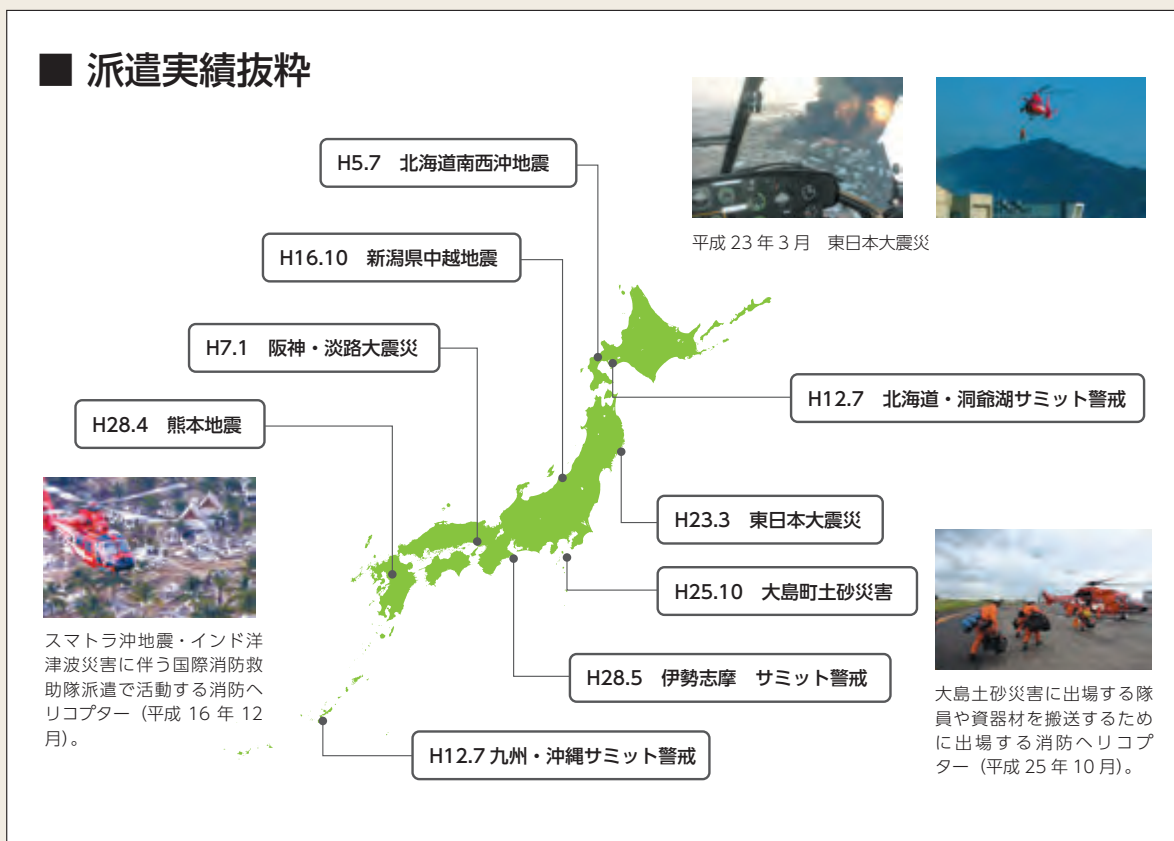 ■ 派遣実績抜粋
平成 23 年 3 月　東日本大震災
H5.7　北海道南西沖地震
H16.10　新潟県中越地震
H7.1　阪神・淡路大震災
H28.4　熊本地震
H12.7　北海道・洞爺湖サミット警戒
H23.3　東日本大震災
H25.10　大島町土砂災害
H28.5　伊勢志摩　サミット警戒
H12.7 九州・沖縄サミット警戒
スマトラ沖地震・インド洋
津波災害に伴う国際消防救
助隊派遣で活動する消防ヘ
リコプター（平成 16 年 12
月）。
大島土砂災害に出場する隊
員や資器材を搬送するため
に出場する消防ヘリコプ
ター（平成 25 年 10 月）。